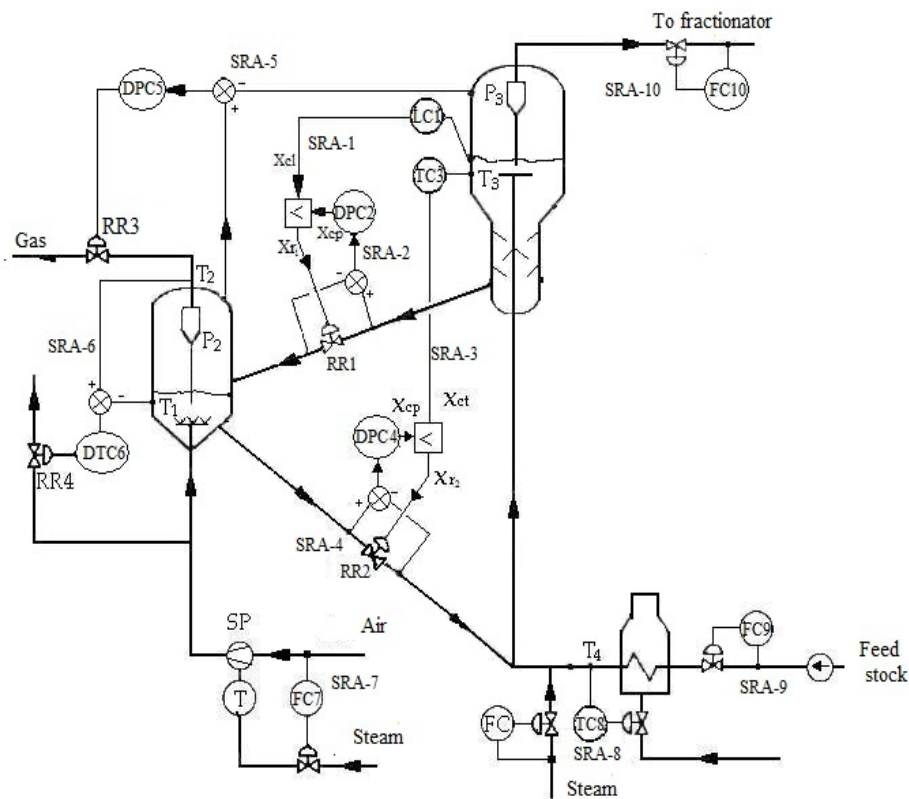 To fractionator
SRA-5
DPC5
P3
SRA-10
FC10
LC1
SRA-1
Xcl
TC3
T3
<
DPC2
Xcp
RR3
Xr1
SRA-2
Gas
T2
P2
SRA-6
RR1
SRA-3
T1
Xcp
Xct
DPC4
<
DTC6
RR4
Xr2
SRA-4
RR2
SP
Air
T4
FC9
Feed
stock
SRA-7
SRA-9
T
FC7
FC
TC8
Steam
SRA-8
Steam